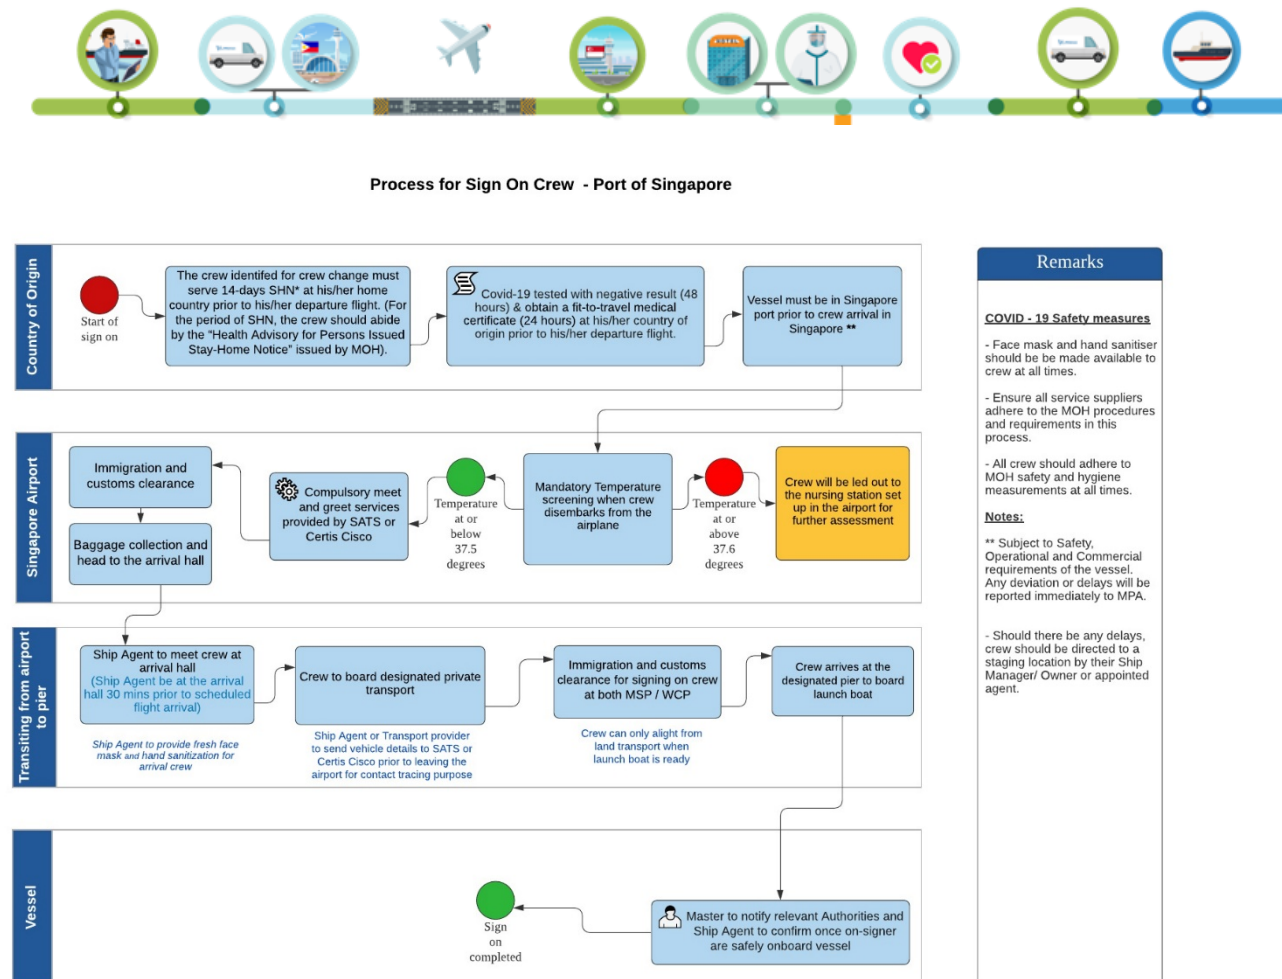 Process for Sign On Crew - Port of Singapore
Country of Origin
Start of
sign on
The crew identifed for crew change must
serve 14-days SHN* at his/her home
country prior to his/her departure flight. (For
the period of SHN, the crew should abide
by the "Health Advisory for Persons Issued
Stay-Home Notice" issued by MOH).
Covid-19 tested with negative result (48
hours) & obtain a fit-to-travel medical
certificate (24 hours) at his/her country of
origin prior to his/her departure flight.
Vessel must be in Singapore
port prior to crew arrival in
Singapore **
Singapore Airport
Immigration and
customs clearance
Baggage collection and
head to the arrival hall
Compulsory meet
and greet services
provided by SATS or
Certis Cisco
Temperature
at or
below
37.5
degrees
Mandatory Temperature
screening when crew
disembarks from the
airplane
Temperature
at or
above
37.6
degrees
Crew will be led out to
the nursing station set
up in the airport for
further assessment
Transiting from airport
to pier
Ship Agent to meet crew at
arrival hall
(Ship Agent be at the arrival
hall 30 mins prior to scheduled
flight arrival)
Ship Agent to provide fresh face
mask and hand sanitization for
arrival crew
Crew to board designated private
transport
Ship Agent or Transport provider
to send vehicle details to SATS or
Certis Cisco prior to leaving the
airport for contact tracing purpose
Immigration and customs
clearance for signing on crew
at both MSP / WCP
Crew can only alight from
land transport when
launch boat is ready
Crew arrives at the
designated pier to board
launch boat
Vessel
Sign
on
completed
Master to notify relevant Authorities and
Ship Agent to confirm once on-signer
are safely onboard vessel
Remarks
COVID - 19 Safety measures
- Face mask and hand sanitiser
should be be made available to
crew at all times.
- Ensure all service suppliers
adhere to the MOH procedures
and requirements in this
process.
- All crew should adhere to
MOH safety and hygiene
measurements at all times.
Notes:
** Subject to Safety,
Operational and Commercial
requirements of the vessel.
Any deviation or delays will be
reported immediately to MPA.
- Should there be any delays,
crew should be directed to a
staging location by their Ship
Manager/ Owner or appointed
agent.